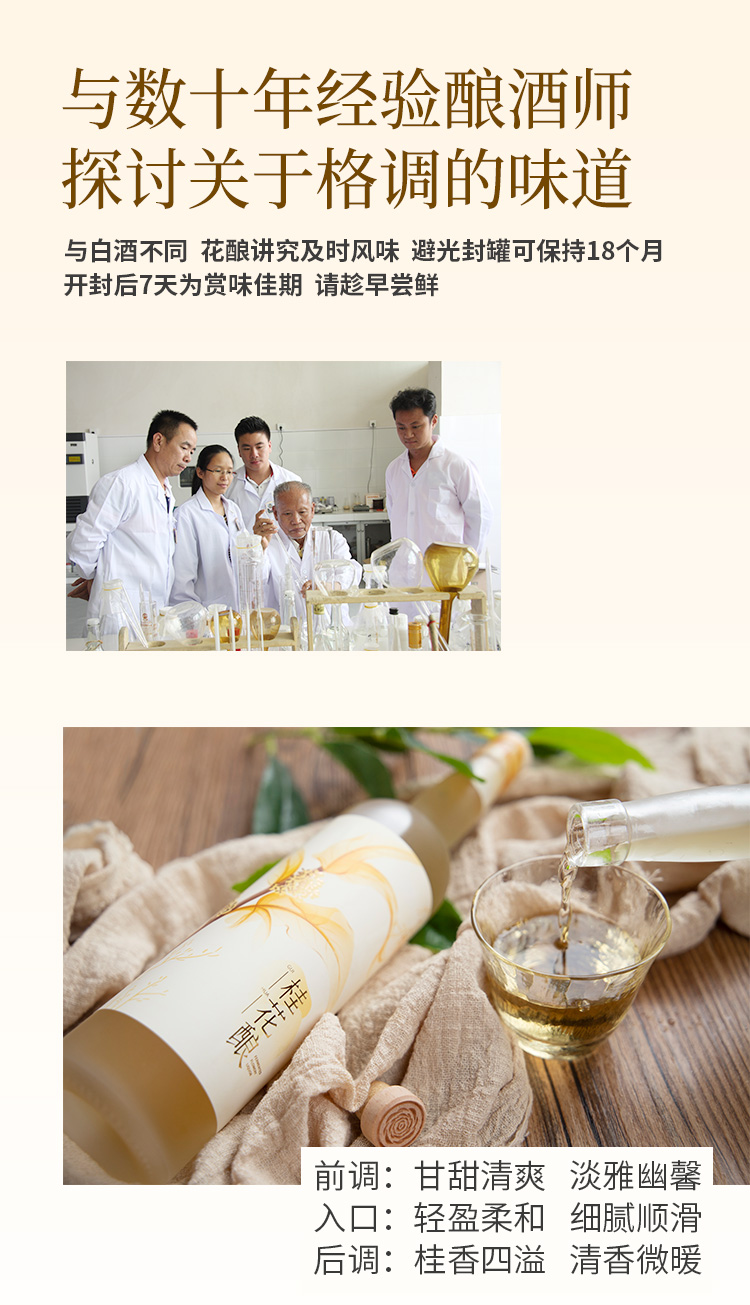 与数十年经验酿酒师
探讨关于格调的味道
与白酒不同 花酿讲究及时风味 避光封罐可保持18个月
开封后7天为赏味佳期 请趁早尝鲜
桂花酿
前调：甘甜清爽 淡雅幽馨
入口：轻盈柔和 细腻顺滑
后调：桂香四溢 清香微暖